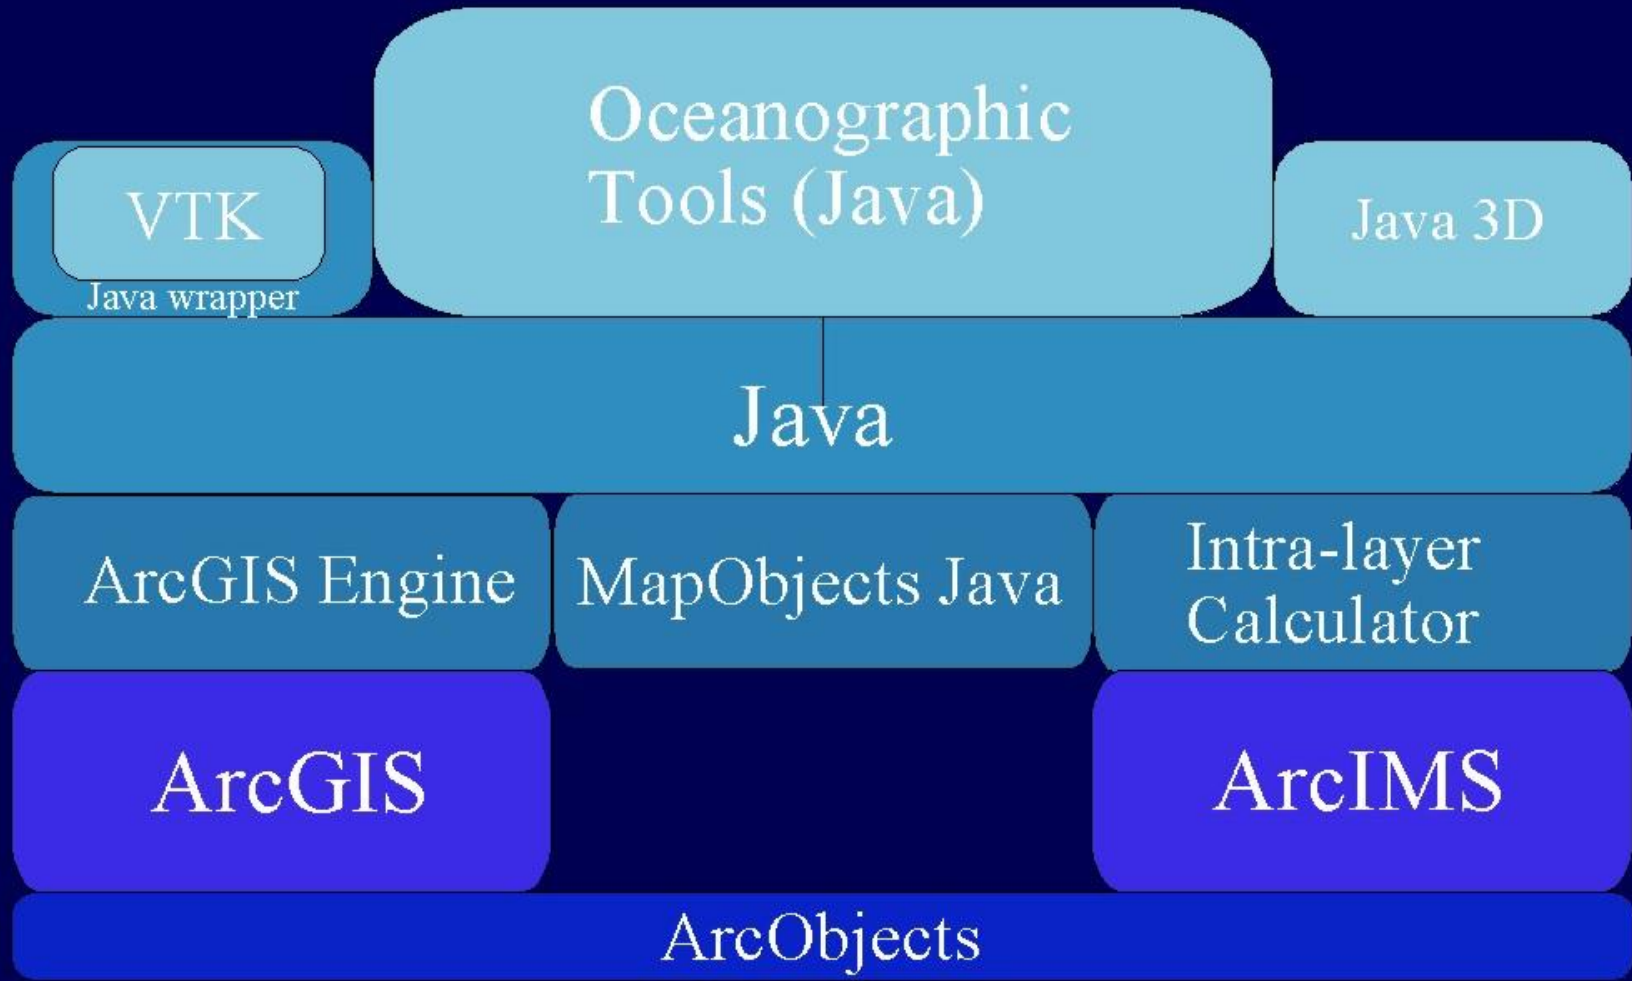 Oceanographic
Tools (Java)
VTK
Java wrapper
Java 3D
Java
ArcGIS Engine
MapObjects Java
Intra-layer
Calculator
ArcGIS
ArcIMS
ArcObjects